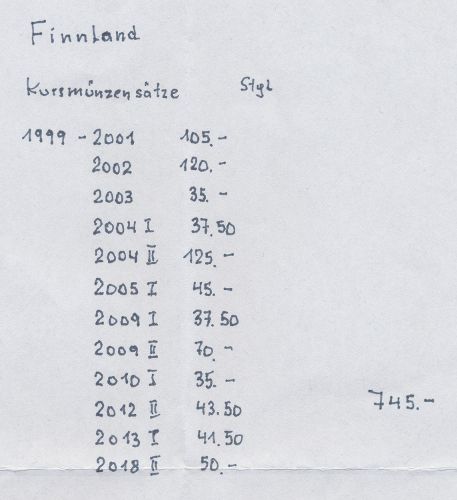 Finnland
Kursmünzensätze Stgl
1999 - 2001 105.-
2002 120.-
2003 35.-
2004 I 37.50
2004 II 125.-
2005 I 45.-
2009 I 37.50
2009 II 70.-
2010 I 35.-
745.-
2012 II 43.50
2013 I 41.50
2018 II 50.-